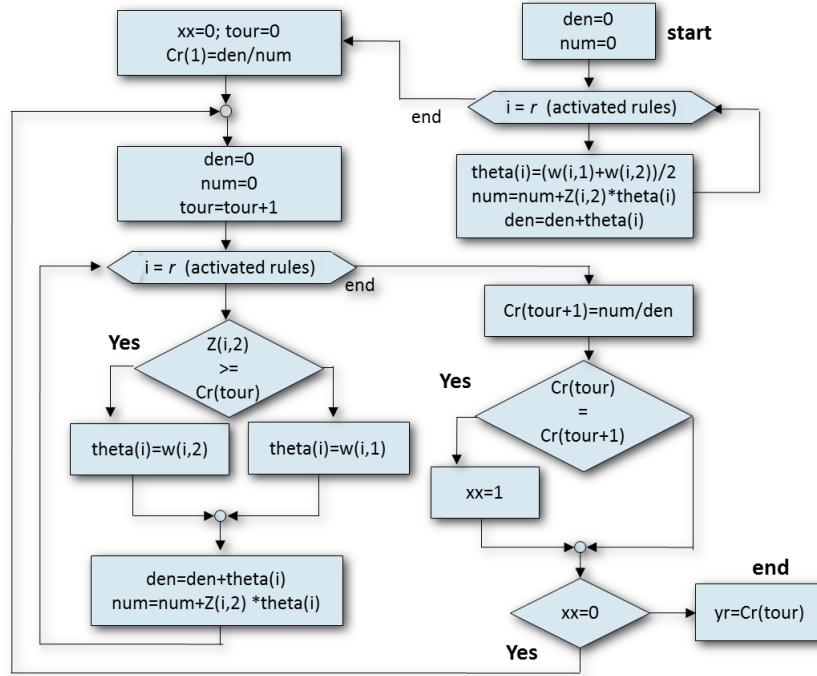 den=0
num=0
start
i = r (activated rules)
end
theta(i)=(w(i,1)+w(i,2))/2
num=num+Z(i,2)*theta(i)
den=den+theta(i)
xx=0; tour=0
Cr(1)=den/num
den=0
num=0
tour=tour+1
i = r (activated rules)
end
Z(i,2)
>=
Cr(tour)
Yes
theta(i)=w(i,2)
theta(i)=w(i,1)
den=den+theta(i)
num=num+Z(i,2) *theta(i)
Cr(tour+1)=num/den
Cr(tour)
=
Cr(tour+1)
Yes
xx=1
xx=0
Yes
end
yr=Cr(tour)